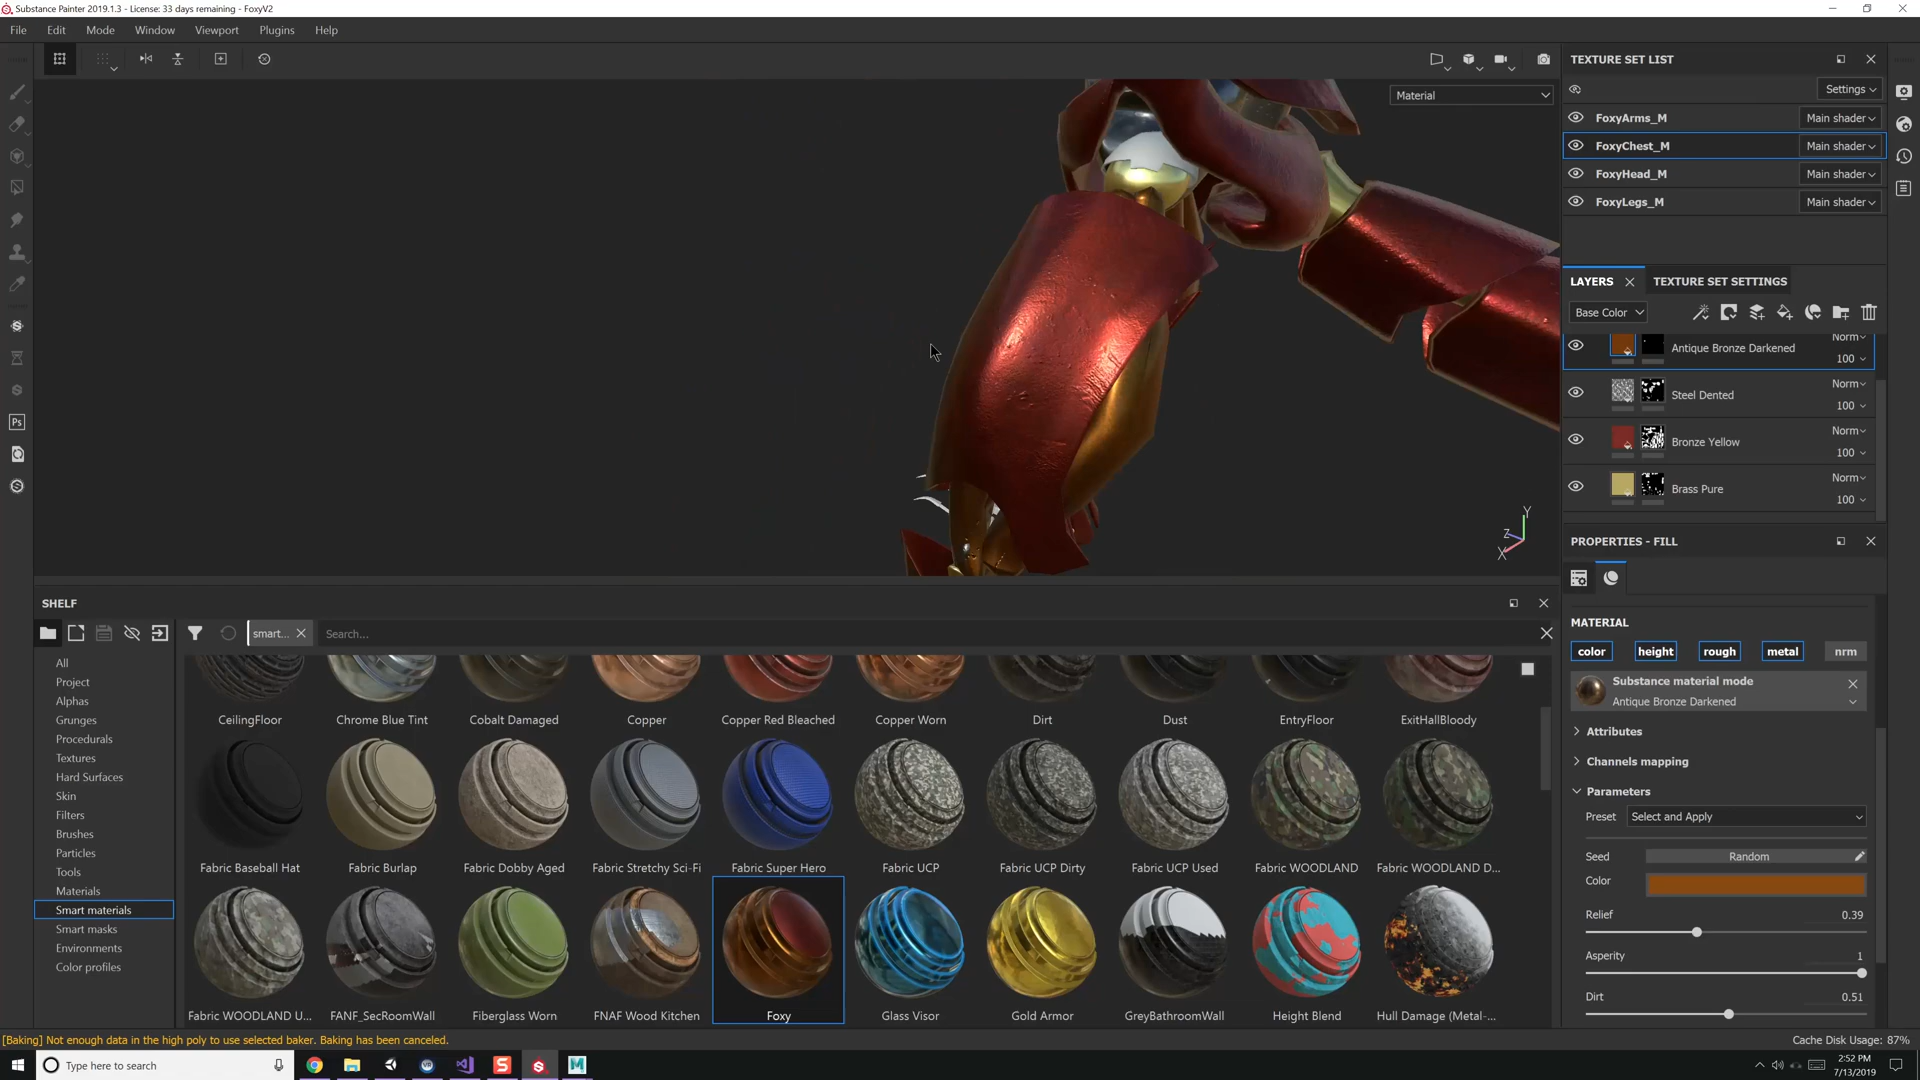 Substance Painter 2019.1.3 - License: 33 days remaining - FoxyV2
File Edit Mode Window Viewport Plugins Help
Material
TEXTURE SET LIST
Settings
FoxyArms_M Main shader
FoxyChest_M Main shader
FoxyHead_M Main shader
FoxyLegs_M Main shader
LAYERS TEXTURE SET SETTINGS
Base Color
Norm
Antique Bronze Darkened
100
Norm
Steel Dented
100
Norm
Bronze Yellow
100
Norm
Brass Pure
100
Y
Z
X
PROPERTIES - FILL
MATERIAL
color height rough metal nrm
Substance material mode
Antique Bronze Darkened
Attributes
Channels mapping
Parameters
Preset Select and Apply
Seed Random
Color
Relief 0.39
Asperity 1
Dirt 0.51
SHELF
smart... Search...
All
Project
Alphas
Grunges
Procedurals
Textures
Hard Surfaces
Skin
Filters
Brushes
Particles
Tools
Materials
Smart materials
Smart masks
Environments
Color profiles
CeilingFloor Chrome Blue Tint Cobalt Damaged Copper Copper Red Bleached Copper Worn Dirt Dust EntryFloor ExitHallBloody
Fabric Baseball Hat Fabric Burlap Fabric Dobby Aged Fabric Stretchy Sci-Fi Fabric Super Hero Fabric UCP Fabric UCP Dirty Fabric UCP Used Fabric WOODLAND Fabric WOODLAND D...
Fabric WOODLAND U... FANF_SecRoomWall Fiberglass Worn FNAF Wood Kitchen Foxy Glass Visor Gold Armor GreyBathroomWall Height Blend Hull Damage (Metal-...
[Baking] Not enough data in the high poly to use selected baker. Baking has been canceled.
Cache Disk Usage: 87%
Ps
Type here to search
2:52 PM
7/13/2019